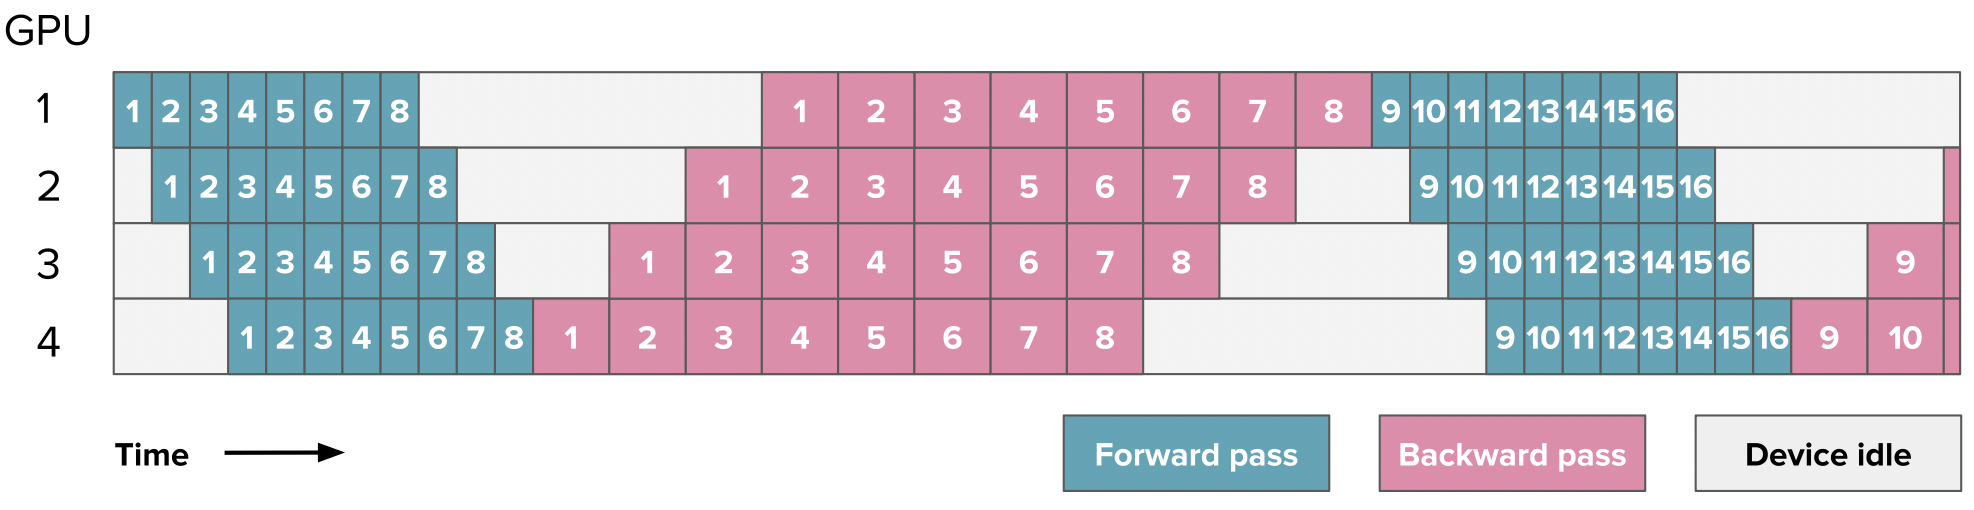 GPU
1 1 2 3 4 5 6 7 8 1 2 3 4 5 6 7 8 9 10 11 12 13 14 15 16
2 1 2 3 4 5 6 7 8 1 2 3 4 5 6 7 8 9 10 11 12 13 14 15 16
3 1 2 3 4 5 6 7 8 1 2 3 4 5 6 7 8 9 10 11 12 13 14 15 16 9
4 1 2 3 4 5 6 7 8 1 2 3 4 5 6 7 8 9 10 11 12 13 14 15 16 9 10
Time Forward pass Backward pass Device idle